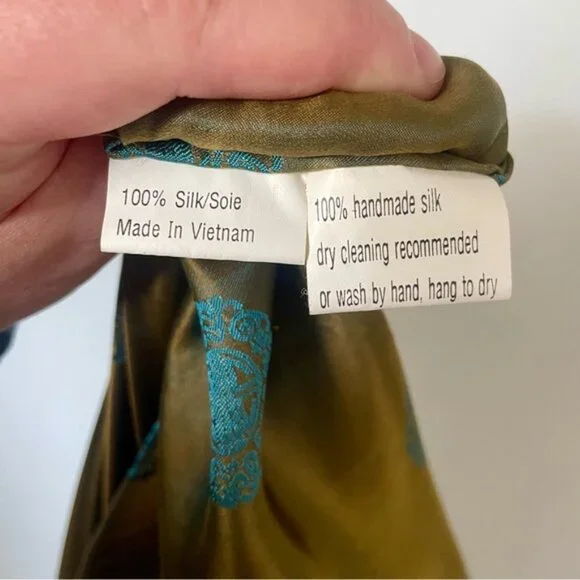 100% Silk/Soie
Made In Vietnam
100% handmade silk
dry cleaning recommended
or wash by hand, hang to dry